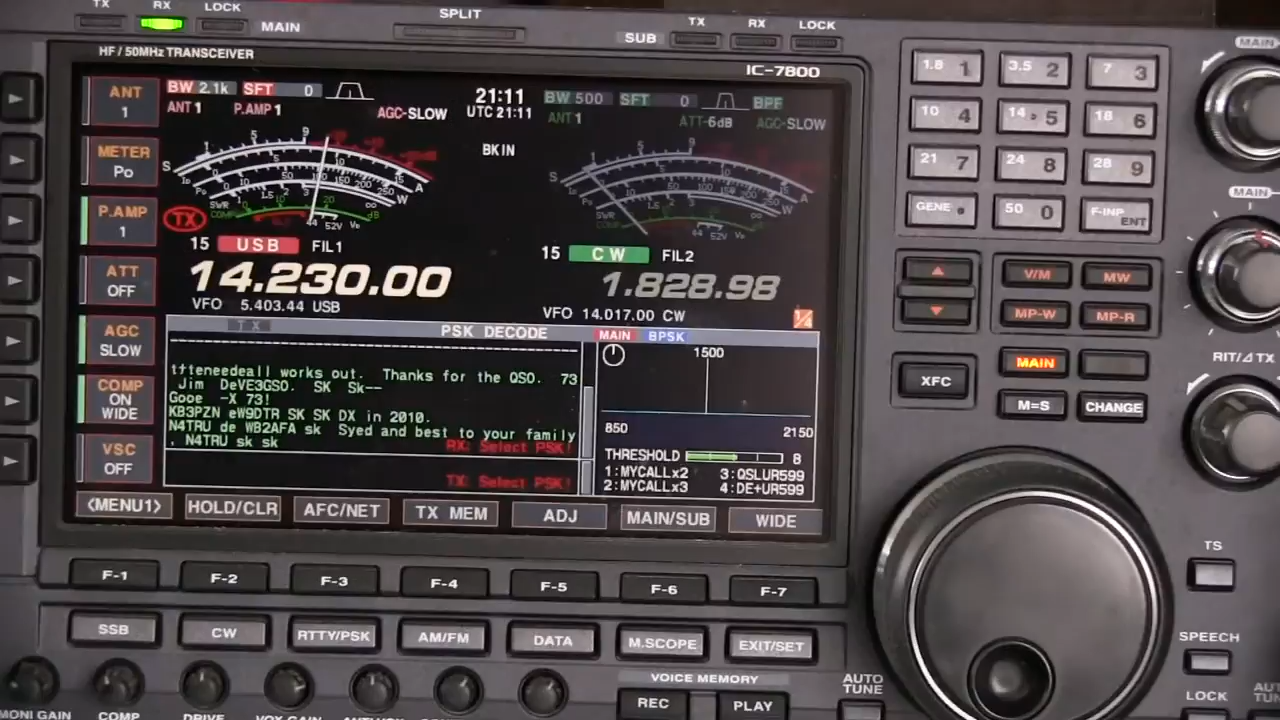 TX RX LOCK MAIN SPLIT SUB TX RX LOCK
HF / 50MHz TRANSCEIVER
IC-7800
ANT 1
METER Po
P.AMP 1
ATT OFF
AGC SLOW
COMP ON WIDE
VSC OFF
BW 2.1k SFT 0
ANT 1 P.AMP 1 AGC-SLOW
21:11
UTC 21:11
BKIN
BW 500 SFT 0 BPF
ANT 1 ATT-6dB AGC-SLOW
TX
15 USB FIL1
14.230.00
VFO 5.403.44 USB
15 CW FIL2
1.828.98
VFO 14.017.00 CW
1/4
TX PSK DECODE
works out. Thanks for the QSO. 73
Jim DeVE3GSO. SK Sk--
Gooe -X 73!
KB3PZN eW9DTR SK SK DX in 2010.
N4TRU de WB2AFA sk Syed and best to your family
, N4TRU sk sk
RX: Select PSK!
TX: Select PSK!
MAIN BPSK
1500
850 2150
THRESHOLD 8
1:MYCALLx2 3:QSLUR599
2:MYCALLx3 4:DE+UR599
<MENU1> HOLD/CLR AFC/NET TX MEM ADJ MAIN/SUB WIDE
F-1 F-2 F-3 F-4 F-5 F-6 F-7
SSB CW RTTY/PSK AM/FM DATA M.SCOPE EXIT/SET
MONI GAIN COMP DRIVE VOX GAIN
VOICE MEMORY
REC PLAY
AUTO TUNE
1.8 1 3.5 2 7 3
10 4 14 5 18 6
21 7 24 8 28 9
GENE . 50 0 F-INP ENT
V/M MW
MP-W MP-R
XFC MAIN
M=S CHANGE
MAIN
MAIN
RIT/⊿TX
TS
SPEECH
LOCK